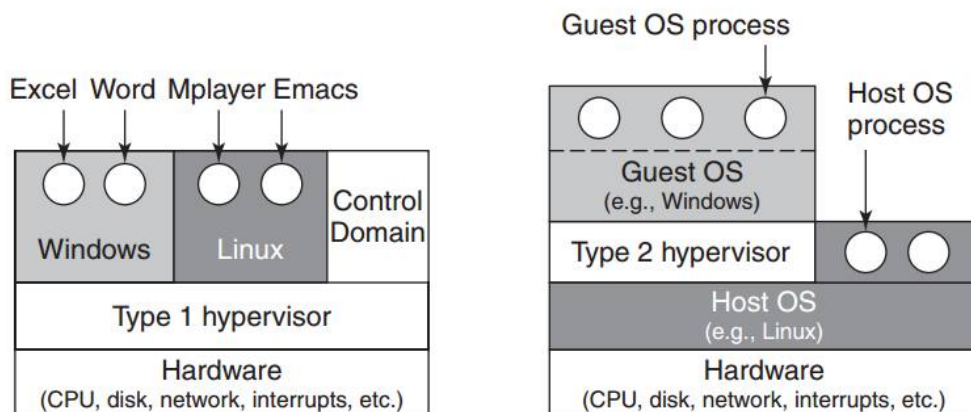 Excel Word Mplayer Emacs
Windows
Linux
Control
Domain
Type 1 hypervisor
Hardware
(CPU, disk, network, interrupts, etc.)
Guest OS process
Host OS
process
Guest OS
(e.g., Windows)
Type 2 hypervisor
Host OS
(e.g., Linux)
Hardware
(CPU, disk, network, interrupts, etc.)